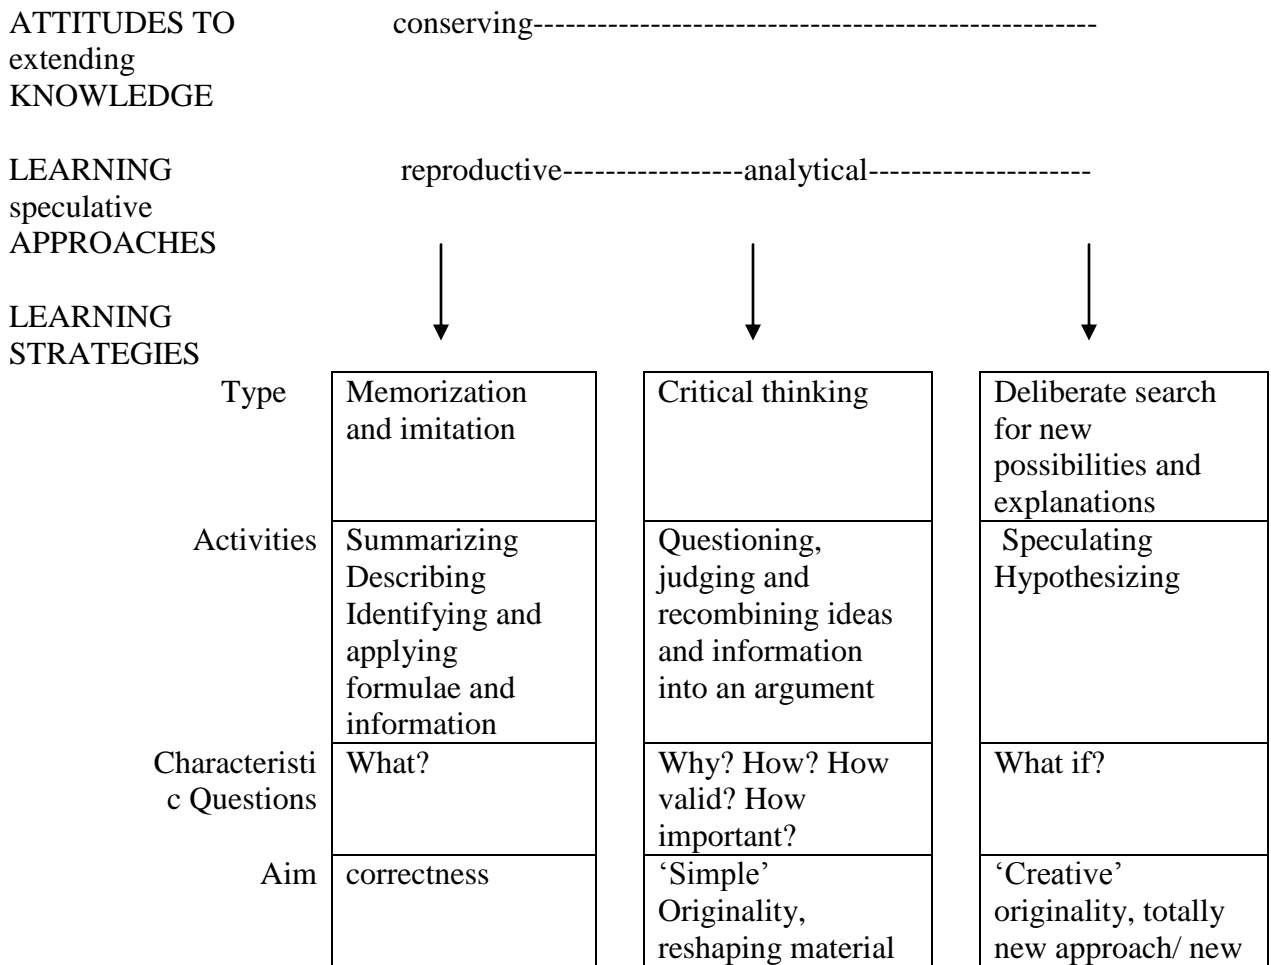 ATTITUDES TO conserving-----------------------------------------------------
extending
KNOWLEDGE
LEARNING reproductive-----------------analytical---------------------
speculative
APPROACHES
LEARNING
STRATEGIES
Type
Memorization
and imitation
Critical thinking
Deliberate search
for new
possibilities and
explanations
Activities
Summarizing
Describing
Identifying and
applying
formulae and
information
Questioning,
judging and
recombining ideas
and information
into an argument
Speculating
Hypothesizing
Characteristi
c Questions
What?
Why? How? How
valid? How
important?
What if?
Aim
correctness
‘Simple’
Originality,
reshaping material
‘Creative’
originality, totally
new approach/ new